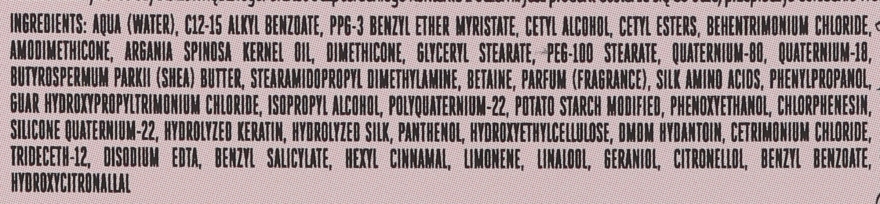 INGREDIENTS: AQUA (WATER), C12-15 ALKYL BENZOATE, PPG-3 BENZYL ETHER MYRISTATE, CETYL ALCOHOL, CETYL ESTERS, BEHENTRIMONIUM CHLORIDE,
AMODIMETHICONE, ARGANIA SPINOSA KERNEL OIL, DIMETHICONE, GLYCERYL STEARATE, PEG-100 STEARATE, QUATERNIUM-80, QUATERNIUM-18,
BUTYROSPERMUM PARKII (SHEA) BUTTER, STEARAMIDOPROPYL DIMETHYLAMINE, BETAINE, PARFUM (FRAGRANCE), SILK AMINO ACIDS, PHENYLPROPANOL,
GUAR HYDROXYPROPYLTRIMONIUM CHLORIDE, ISOPROPYL ALCOHOL, POLYQUATERNIUM-22, POTATO STARCH MODIFIED, PHENOXYETHANOL, CHLORPHENESIN,
SILICONE QUATERNIUM-22, HYDROLYZED KERATIN, HYDROLYZED SILK, PANTHENOL, HYDROXYETHYLCELLULOSE, DMDM HYDANTOIN, CETRIMONIUM CHLORIDE,
TRIDECETH-12, DISODIUM EDTA, BENZYL SALICYLATE, HEXYL CINNAMAL, LIMONENE, LINALOOL, GERANIOL, CITRONELLOL, BENZYL BENZOATE,
HYDROXYCITRONALLAL